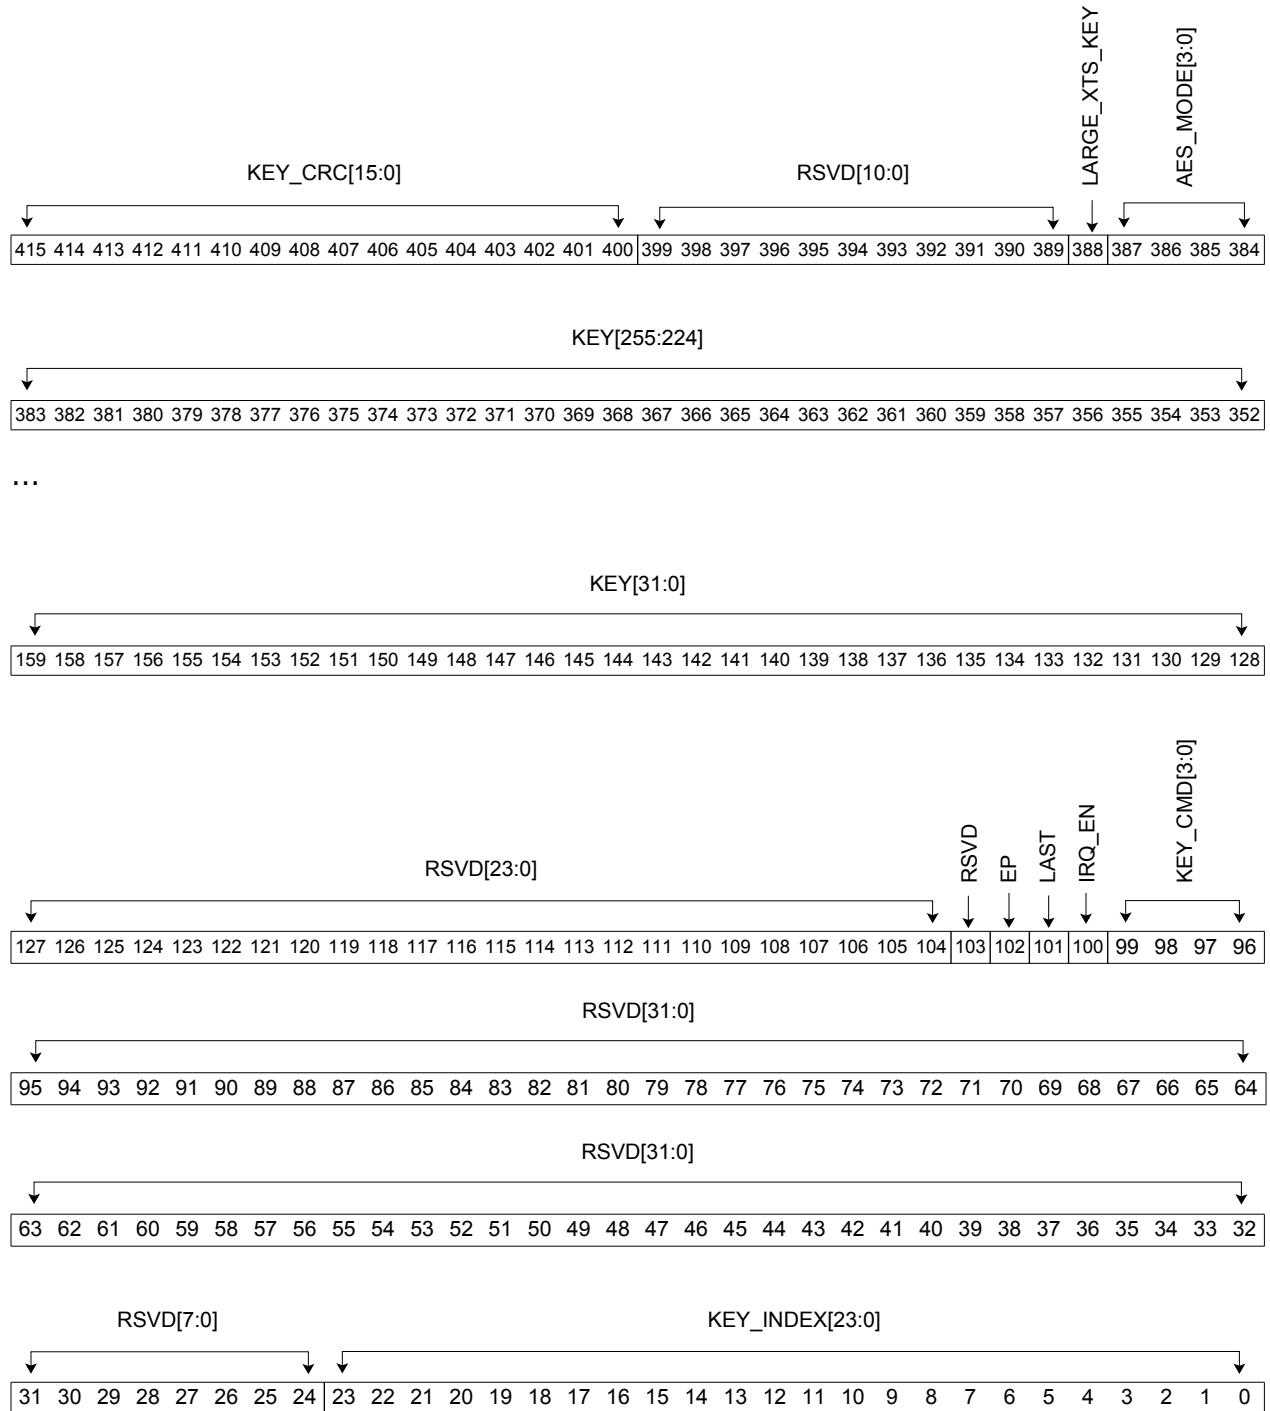 LARGE_XTS_KEY
AES_MODE[3:0]
KEY_CRC[15:0] RSVD[10:0]
415 414 413 412 411 410 409 408 407 406 405 404 403 402 401 400 399 398 397 396 395 394 393 392 391 390 389 388 387 386 385 384
KEY[255:224]
383 382 381 380 379 378 377 376 375 374 373 372 371 370 369 368 367 366 365 364 363 362 361 360 359 358 357 356 355 354 353 352
...
KEY[31:0]
159 158 157 156 155 154 153 152 151 150 149 148 147 146 145 144 143 142 141 140 139 138 137 136 135 134 133 132 131 130 129 128
RSVD[23:0]
RSVD
EP
LAST
IRQ_EN
KEY_CMD[3:0]
127 126 125 124 123 122 121 120 119 118 117 116 115 114 113 112 111 110 109 108 107 106 105 104 103 102 101 100 99 98 97 96
RSVD[31:0]
95 94 93 92 91 90 89 88 87 86 85 84 83 82 81 80 79 78 77 76 75 74 73 72 71 70 69 68 67 66 65 64
RSVD[31:0]
63 62 61 60 59 58 57 56 55 54 53 52 51 50 49 48 47 46 45 44 43 42 41 40 39 38 37 36 35 34 33 32
RSVD[7:0] KEY_INDEX[23:0]
31 30 29 28 27 26 25 24 23 22 21 20 19 18 17 16 15 14 13 12 11 10 9 8 7 6 5 4 3 2 1 0